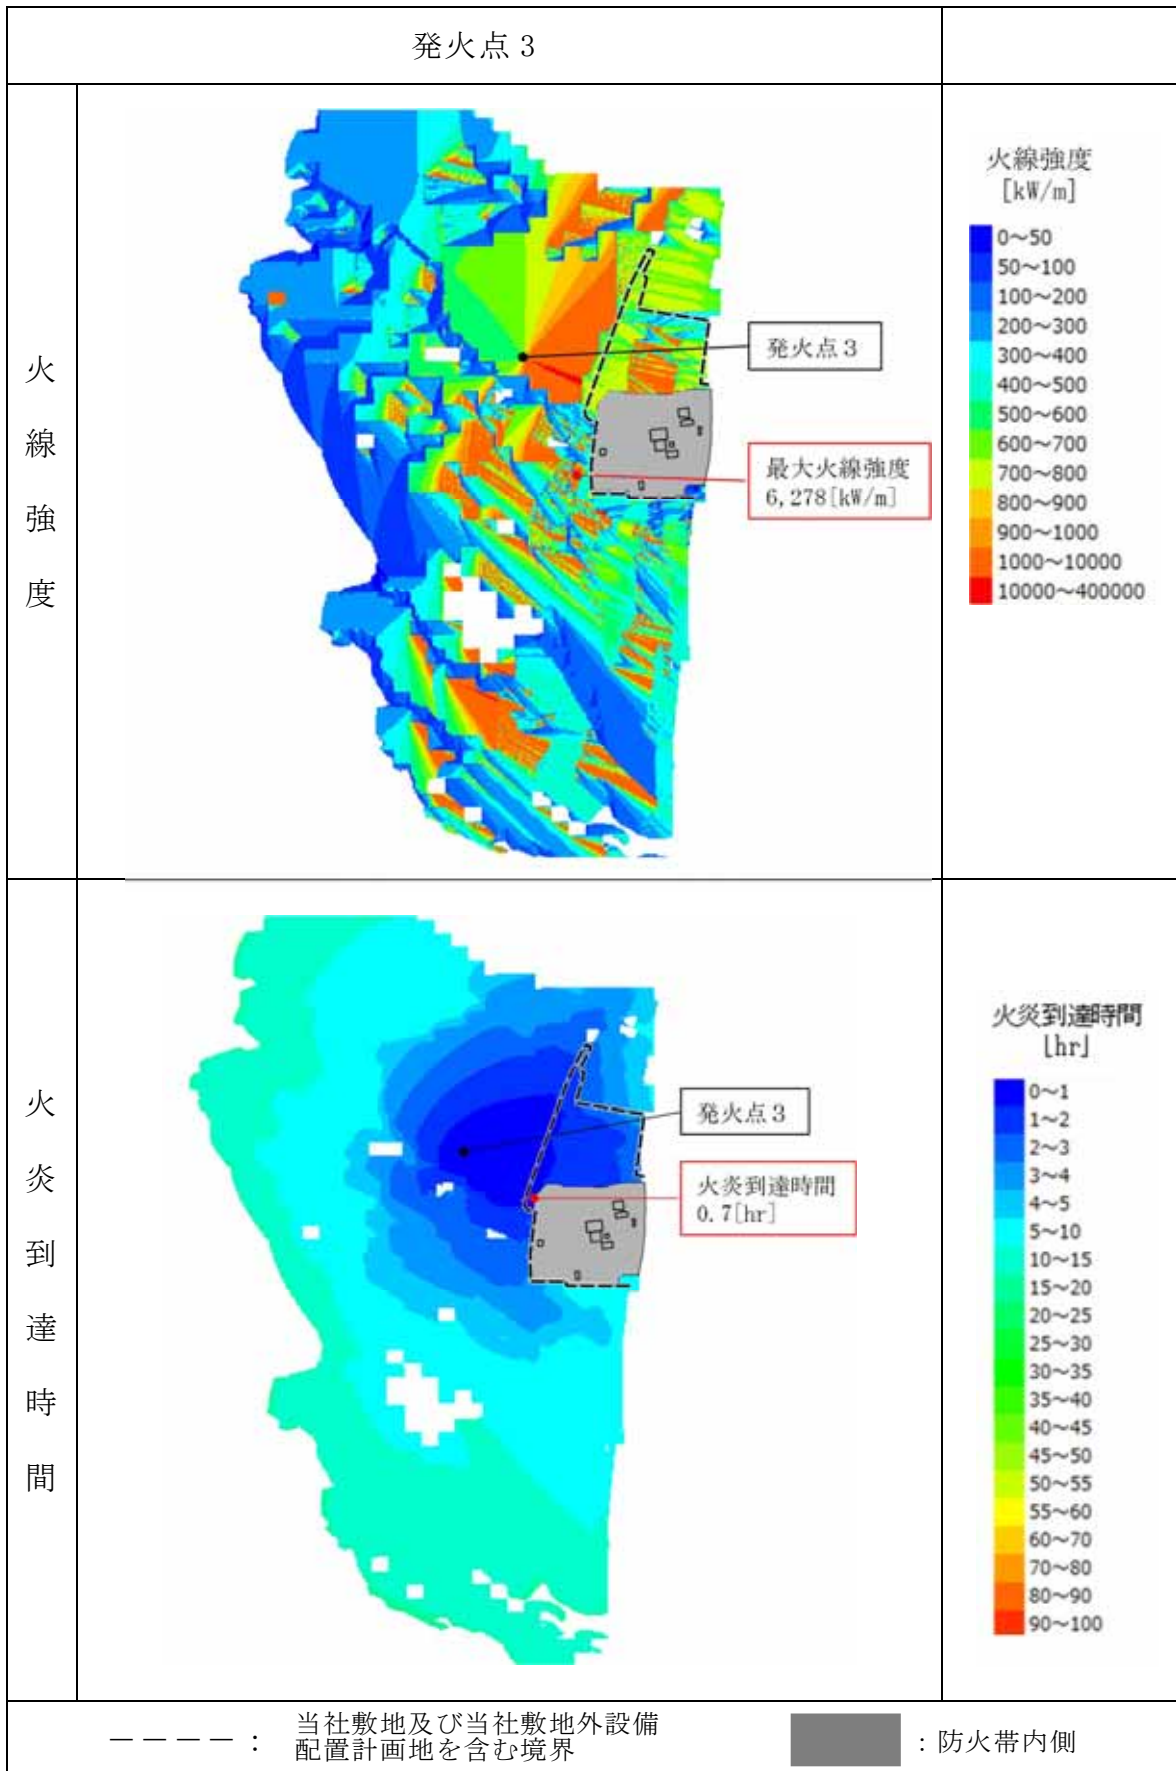 発火点3
火線強度
発火点3
最大火線強度
6,278[kW/m]
火線強度
[kW/m]
0～50
50～100
100～200
200～300
300～400
400～500
500～600
600～700
700～800
800～900
900～1000
1000～10000
10000～400000
火炎到達時間
発火点3
火炎到達時間
0.7[hr]
火炎到達時間
[hr]
0～1
1～2
2～3
3～4
4～5
5～10
10～15
15～20
20～25
25～30
30～35
35～40
40～45
45～50
50～55
55～60
60～70
70～80
80～90
90～100
－－－－： 当社敷地及び当社敷地外設備
配置計画地を含む境界
：防火帯内側